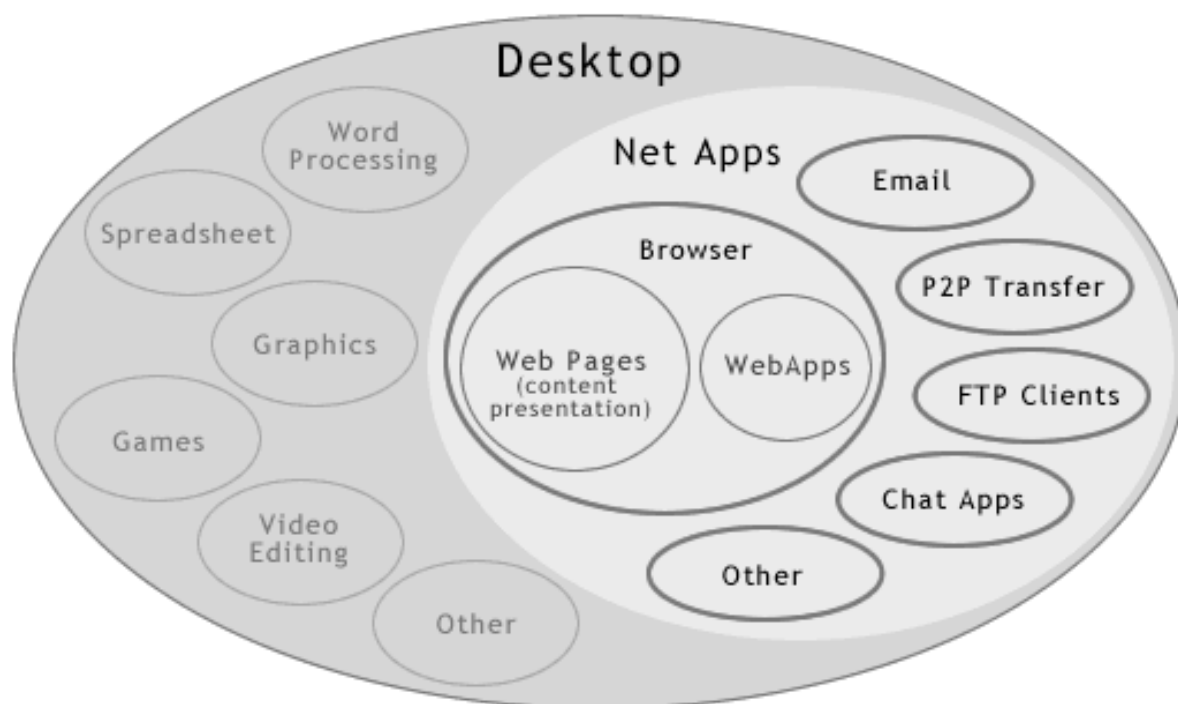 Desktop
Word
Processing
Net Apps
Email
Spreadsheet
Browser
P2P Transfer
Graphics
Web Pages
(content
presentation)
WebApps
FTP Clients
Games
Chat Apps
Video
Editing
Other
Other